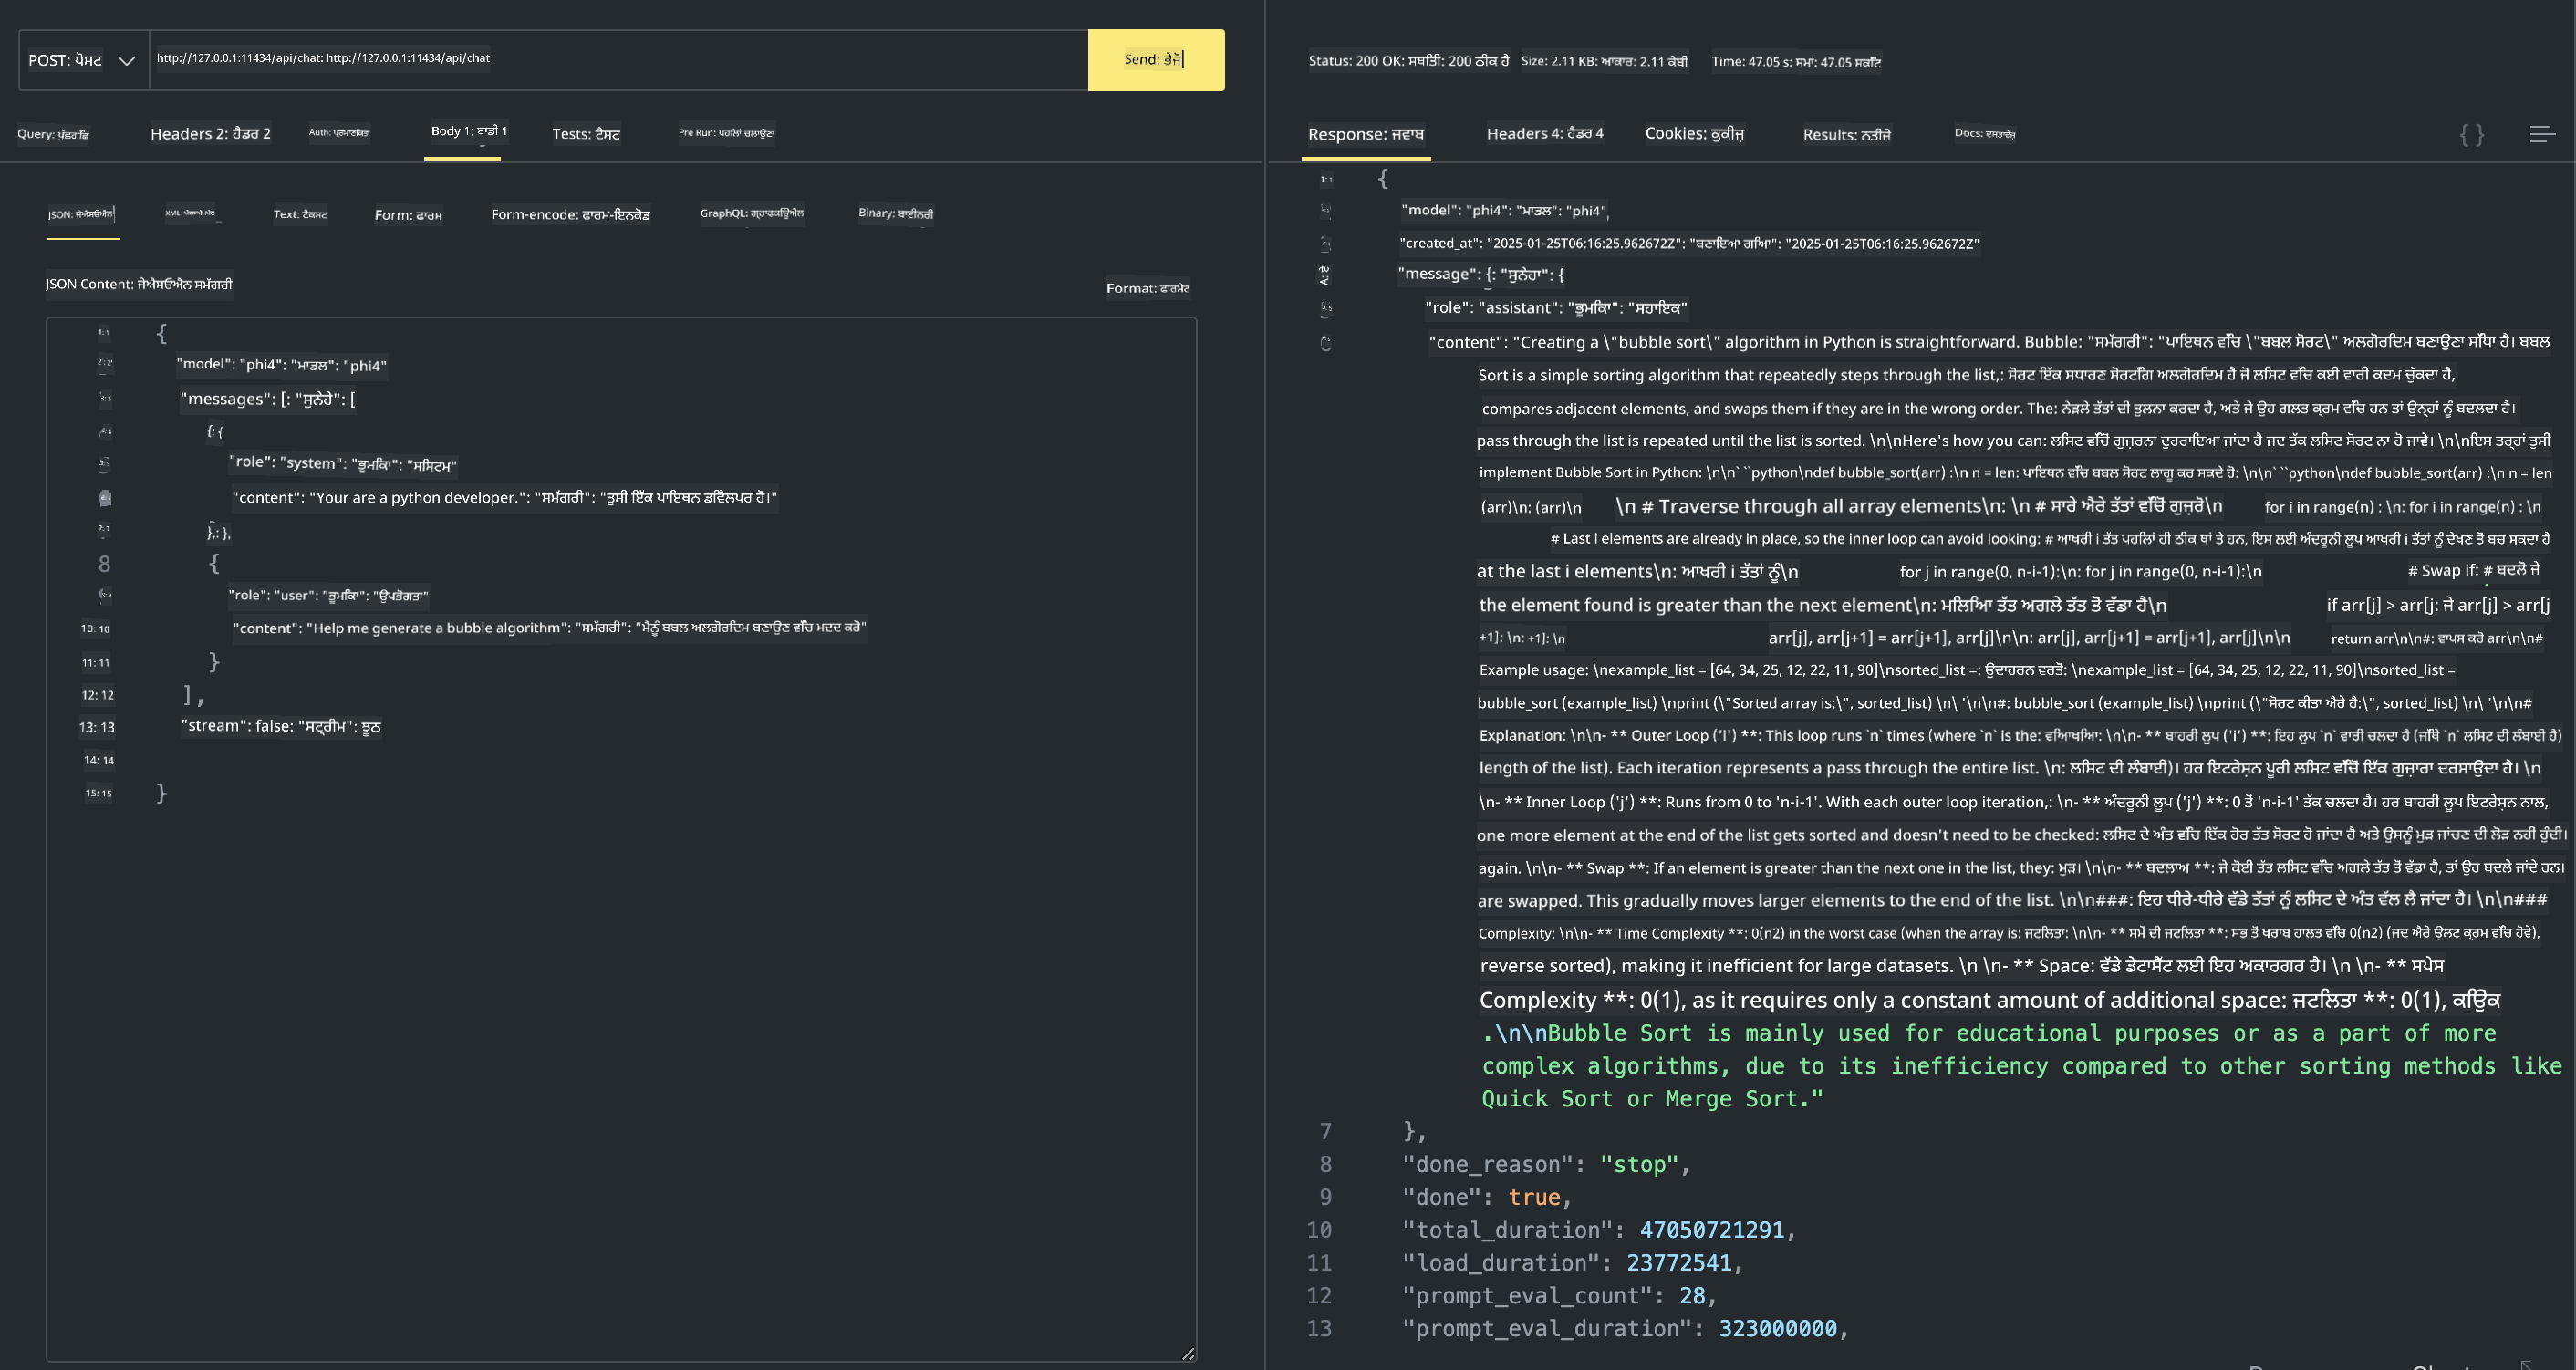 POST: ਪੋਸਟ
http://127.0.0.1:11434/api/chat: http://127.0.0.1:11434/api/chat
Send: ਭੇਜੋ
Query: ਪੁੱਛਗਿੱਛ
Headers 2: ਹੈਡਰ 2
Auth: ਪ੍ਰਮਾਣਿਕਤਾ
Body 1: ਬਾਡੀ 1
Tests: ਟੈਸਟ
Pre Run: ਪਹਿਲਾਂ ਚਲਾਉਣਾ
JSON: ਜੇਐਸਓਐਨ
Text: ਟੈਕਸਟ
Form: ਫਾਰਮ
Form-encode: ਫਾਰਮ-ਇਨਕੋਡ
GraphQL: ਗ੍ਰਾਫਕਿਊਐਲ
Binary: ਬਾਈਨਰੀ
JSON Content: ਜੇਐਸਓਐਨ ਸਮੱਗਰੀ
Format: ਫਾਰਮੈਟ
1: 1 {
2: 2 "model": "phi4": "ਮਾਡਲ": "phi4"
"messages": [: "ਸੁਨੇਹੇ": [
{: {
"role": "system": "ਭੂਮਿਕਾ": "ਸਿਸਟਮ"
"content": "Your are a python developer.": "ਸਮੱਗਰੀ": "ਤੁਸੀ ਇੱਕ ਪਾਇਥਨ ਡਿਵੈਲਪਰ ਹੋ।"
},: },
8 {
"role": "user": "ਭੂਮਿਕਾ": "ਉਪਭੋਗਤਾ"
10: 10 "content": "Help me generate a bubble algorithm": "ਸਮੱਗਰੀ": "ਮੈਨੂੰ ਬਬਲ ਅਲਗੋਰਿਦਮ ਬਣਾਉਣ ਵਿੱਚ ਮਦਦ ਕਰੋ"
11: 11 }
12: 12 ],
13: 13 "stream": false: "ਸਟ੍ਰੀਮ": ਝੂਠ
14: 14
15: 15 }
Status: 200 OK: ਸਥਿਤੀ: 200 ਠੀਕ ਹੈ
Size: 2.11 KB: ਆਕਾਰ: 2.11 ਕੇਬੀ
Time: 47.05 s: ਸਮਾਂ: 47.05 ਸਕਿੰਟ
Response: ਜਵਾਬ
Headers 4: ਹੈਡਰ 4
Cookies: ਕੁਕੀਜ਼
Results: ਨਤੀਜੇ
Docs: ਦਸਤਾਵੇਜ਼
{}
1: 1 {
"model": "phi4": "ਮਾਡਲ": "phi4",
"created_at": "2025-01-25T06:16:25.962672Z": "ਬਣਾਇਆ ਗਿਆ": "2025-01-25T06:16:25.962672Z"
"message": {: "ਸੁਨੇਹਾ": {
"role": "assistant": "ਭੂਮਿਕਾ": "ਸਹਾਇਕ"
"content": "Creating a \"bubble sort\" algorithm in Python is straightforward. Bubble: "ਸਮੱਗਰੀ": "ਪਾਇਥਨ ਵਿੱਚ \"ਬਬਲ ਸੋਰਟ\" ਅਲਗੋਰਿਦਮ ਬਣਾਉਣਾ ਸਿੱਧਾ ਹੈ। ਬਬਲ
Sort is a simple sorting algorithm that repeatedly steps through the list,: ਸੋਰਟ ਇੱਕ ਸਧਾਰਣ ਸੋਰਟਿੰਗ ਅਲਗੋਰਿਦਮ ਹੈ ਜੋ ਲਿਸਟ ਵਿੱਚ ਕਈ ਵਾਰੀ ਕਦਮ ਚੁੱਕਦਾ ਹੈ,
compares adjacent elements, and swaps them if they are in the wrong order. The: ਨੇੜਲੇ ਤੱਤਾਂ ਦੀ ਤੁਲਨਾ ਕਰਦਾ ਹੈ, ਅਤੇ ਜੇ ਉਹ ਗਲਤ ਕ੍ਰਮ ਵਿੱਚ ਹਨ ਤਾਂ ਉਨ੍ਹਾਂ ਨੂੰ ਬਦਲਦਾ ਹੈ।
pass through the list is repeated until the list is sorted. \n\nHere's how you can: ਲਿਸਟ ਵਿੱਚੋਂ ਗੁਜ਼ਰਨਾ ਦੁਹਰਾਇਆ ਜਾਂਦਾ ਹੈ ਜਦ ਤੱਕ ਲਿਸਟ ਸੋਰਟ ਨਾ ਹੋ ਜਾਵੇ। \n\nਇਸ ਤਰ੍ਹਾਂ ਤੁਸੀ
implement Bubble Sort in Python: \n\n` ``python\ndef bubble_sort(arr) :\n n = len: ਪਾਇਥਨ ਵਿੱਚ ਬਬਲ ਸੋਰਟ ਲਾਗੂ ਕਰ ਸਕਦੇ ਹੋ: \n\n` ``python\ndef bubble_sort(arr) :\n n = len
(arr)\n: (arr)\n \n # Traverse through all array elements\n: \n # ਸਾਰੇ ਐਰੇ ਤੱਤਾਂ ਵਿੱਚੋਂ ਗੁਜ਼ਰੋ\n for i in range(n) : \n: for i in range(n) : \n
# Last i elements are already in place, so the inner loop can avoid looking: # ਆਖਰੀ i ਤੱਤ ਪਹਿਲਾਂ ਹੀ ਠੀਕ ਥਾਂ ਤੇ ਹਨ, ਇਸ ਲਈ ਅੰਦਰੂਨੀ ਲੂਪ ਆਖਰੀ i ਤੱਤਾਂ ਨੂੰ ਦੇਖਣ ਤੋਂ ਬਚ ਸਕਦਾ ਹੈ
at the last i elements\n: ਆਖਰੀ i ਤੱਤਾਂ ਨੂੰ\n for j in range(0, n-i-1):\n: for j in range(0, n-i-1):\n # Swap if: # ਬਦਲੋ ਜੇ
the element found is greater than the next element\n: ਮਿਲਿਆ ਤੱਤ ਅਗਲੇ ਤੱਤ ਤੋਂ ਵੱਡਾ ਹੈ\n if arr[j] > arr[j: ਜੇ arr[j] > arr[j
+1]: \n: +1]: \n arr[j], arr[j+1] = arr[j+1], arr[j]\n\n: arr[j], arr[j+1] = arr[j+1], arr[j]\n\n return arr\n\n#: ਵਾਪਸ ਕਰੋ arr\n\n#
Example usage: \nexample_list = [64, 34, 25, 12, 22, 11, 90]\nsorted_list =: ਉਦਾਹਰਨ ਵਰਤੋਂ: \nexample_list = [64, 34, 25, 12, 22, 11, 90]\nsorted_list =
bubble_sort (example_list) \nprint (\"Sorted array is:\", sorted_list) \n\ '\n\n#: bubble_sort (example_list) \nprint (\"ਸੋਰਟ ਕੀਤਾ ਐਰੇ ਹੈ:\", sorted_list) \n\ '\n\n#
Explanation: \n\n- ** Outer Loop ('i') **: This loop runs `n` times (where `n` is the: ਵਿਆਖਿਆ: \n\n- ** ਬਾਹਰੀ ਲੂਪ ('i') **: ਇਹ ਲੂਪ `n` ਵਾਰੀ ਚਲਦਾ ਹੈ (ਜਿੱਥੇ `n` ਲਿਸਟ ਦੀ ਲੰਬਾਈ ਹੈ)
length of the list). Each iteration represents a pass through the entire list. \n: ਲਿਸਟ ਦੀ ਲੰਬਾਈ)। ਹਰ ਇਟਰੇਸ਼ਨ ਪੂਰੀ ਲਿਸਟ ਵਿੱਚੋਂ ਇੱਕ ਗੁਜ਼ਾਰਾ ਦਰਸਾਉਂਦਾ ਹੈ। \n
\n- ** Inner Loop ('j') **: Runs from 0 to 'n-i-1'. With each outer loop iteration,: \n- ** ਅੰਦਰੂਨੀ ਲੂਪ ('j') **: 0 ਤੋਂ 'n-i-1' ਤੱਕ ਚਲਦਾ ਹੈ। ਹਰ ਬਾਹਰੀ ਲੂਪ ਇਟਰੇਸ਼ਨ ਨਾਲ,
one more element at the end of the list gets sorted and doesn't need to be checked: ਲਿਸਟ ਦੇ ਅੰਤ ਵਿੱਚ ਇੱਕ ਹੋਰ ਤੱਤ ਸੋਰਟ ਹੋ ਜਾਂਦਾ ਹੈ ਅਤੇ ਉਸਨੂੰ ਮੁੜ ਜਾਂਚਣ ਦੀ ਲੋੜ ਨਹੀ ਹੁੰਦੀ।
again. \n\n- ** Swap **: If an element is greater than the next one in the list, they: ਮੁੜ। \n\n- ** ਬਦਲਾਅ **: ਜੇ ਕੋਈ ਤੱਤ ਲਿਸਟ ਵਿੱਚ ਅਗਲੇ ਤੱਤ ਤੋਂ ਵੱਡਾ ਹੈ, ਤਾਂ ਉਹ ਬਦਲੇ ਜਾਂਦੇ ਹਨ।
are swapped. This gradually moves larger elements to the end of the list. \n\n###: ਇਹ ਧੀਰੇ-ਧੀਰੇ ਵੱਡੇ ਤੱਤਾਂ ਨੂੰ ਲਿਸਟ ਦੇ ਅੰਤ ਵੱਲ ਲੈ ਜਾਂਦਾ ਹੈ। \n\n###
Complexity: \n\n- ** Time Complexity **: 0(n2) in the worst case (when the array is: ਜਟਿਲਤਾ: \n\n- ** ਸਮੇਂ ਦੀ ਜਟਿਲਤਾ **: ਸਭ ਤੋਂ ਖਰਾਬ ਹਾਲਤ ਵਿੱਚ 0(n2) (ਜਦ ਐਰੇ ਉਲਟ ਕ੍ਰਮ ਵਿੱਚ ਹੋਵੇ),
reverse sorted), making it inefficient for large datasets. \n \n- ** Space: ਵੱਡੇ ਡੇਟਾਸੈੱਟ ਲਈ ਇਹ ਅਕਾਰਗਰ ਹੈ। \n \n- ** ਸਪੇਸ
Complexity **: 0(1), as it requires only a constant amount of additional space: ਜਟਿਲਤਾ **: 0(1), ਕਿਉਂਕਿ
.\n\nBubble Sort is mainly used for educational purposes or as a part of more
complex algorithms, due to its inefficiency compared to other sorting methods like
Quick Sort or Merge Sort."
7 },
8 "done_reason": "stop",
9 "done": true,
10 "total_duration": 47050721291,
11 "load_duration": 23772541,
12 "prompt_eval_count": 28,
13 "prompt_eval_duration": 323000000,